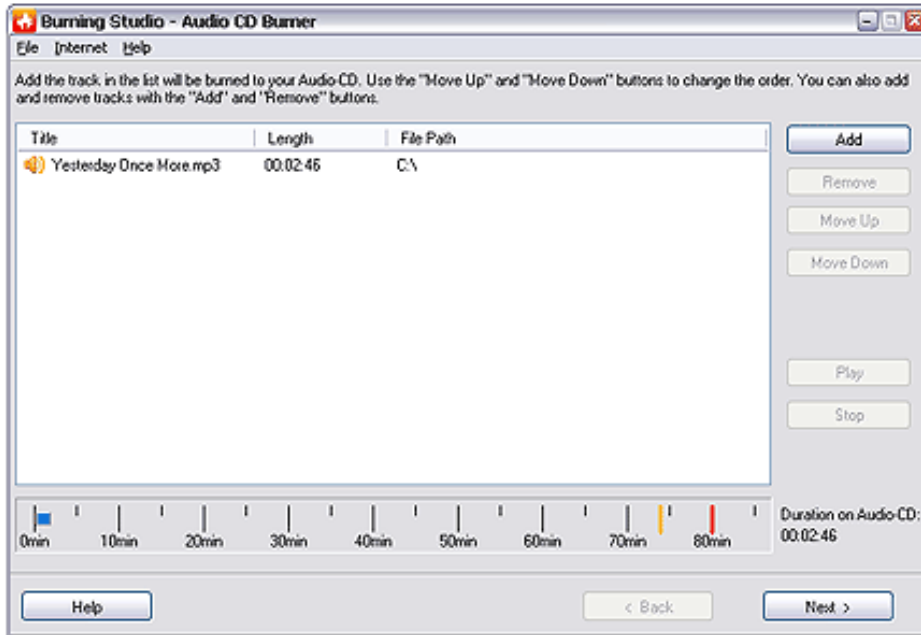 Burning Studio - Audio CD Burner
File Internet Help
Add the track in the list will be burned to your Audio-CD. Use the "Move Up" and "Move Down" buttons to change the order. You can also add
and remove tracks with the "Add" and "Remove" buttons.
Title Length File Path
Yesterday Once More.mp3 00:02:46 C:\
Add
Remove
Move Up
Move Down
Play
Stop
0min 10min 20min 30min 40min 50min 60min 70min 80min
Duration on Audio-CD:
00:02:46
Help < Back Next >